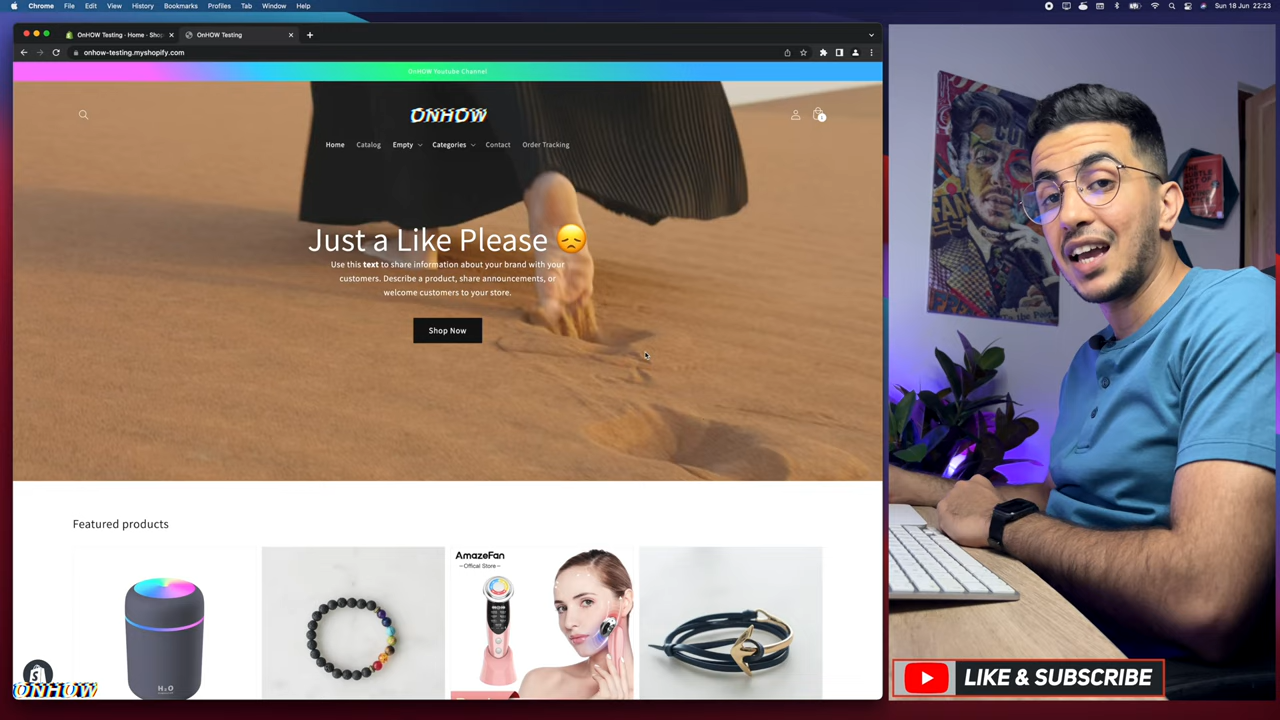 Chrome File Edit View History Bookmarks Profiles Tab Window Help
Sun 18 Jun 22:23
OnHOW Testing · Home · Shop
OnHOW Testing
onhow-testing.myshopify.com
OnHOW Youtube Channel
ONHOW
1
Home Catalog Empty Categories Contact Order Tracking
Just a Like Please 😞
Use this text to share information about your brand with your
customers. Describe a product, share announcements, or
welcome customers to your store.
Shop Now
Featured products
H₂O
AmazeFan
—Offical Store—
ONHOW
LIKE & SUBSCRIBE